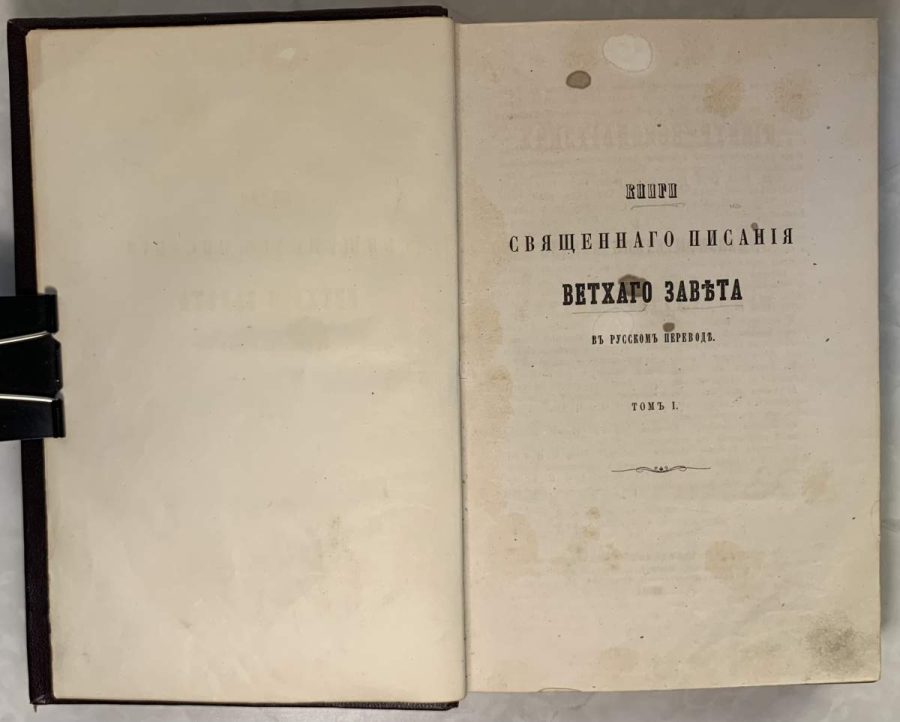 КНИГИ
СВЯЩЕННАГО ПИСАНІЯ
ВЕТХАГО ЗАВѢТА
ВЪ РУССКОМЪ ПЕРЕВОДѢ.
ТОМЪ I.